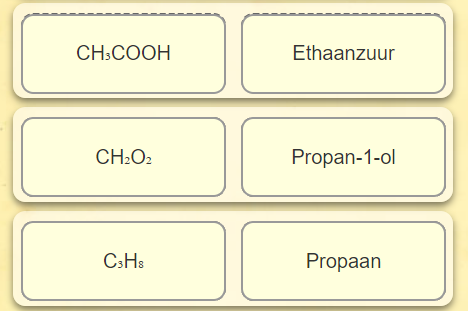 CH₃COOH Ethaanzuur
CH₂O₂ Propan-1-ol
C₃H₈ Propaan